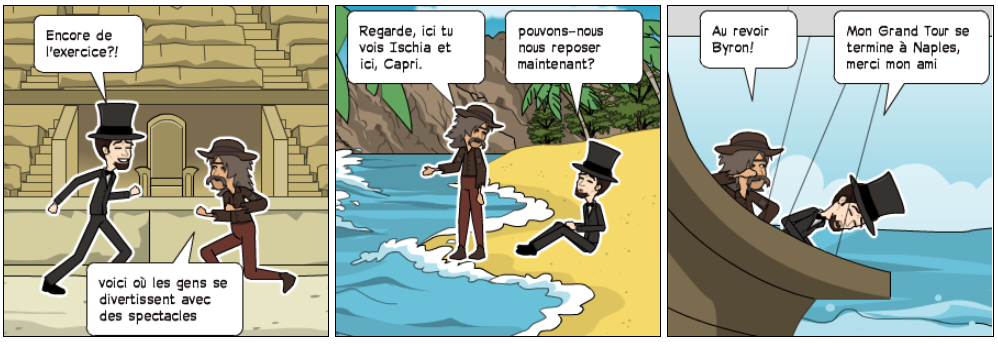 Encore de
l'exercice?!
voici où les gens se
divertissent avec
des spectacles
Regarde, ici tu
vois Ischia et
ici, Capri.
pouvons-nous
nous reposer
maintenant?
Au revoir
Byron!
Mon Grand Tour se
termine à Naples,
merci mon ami